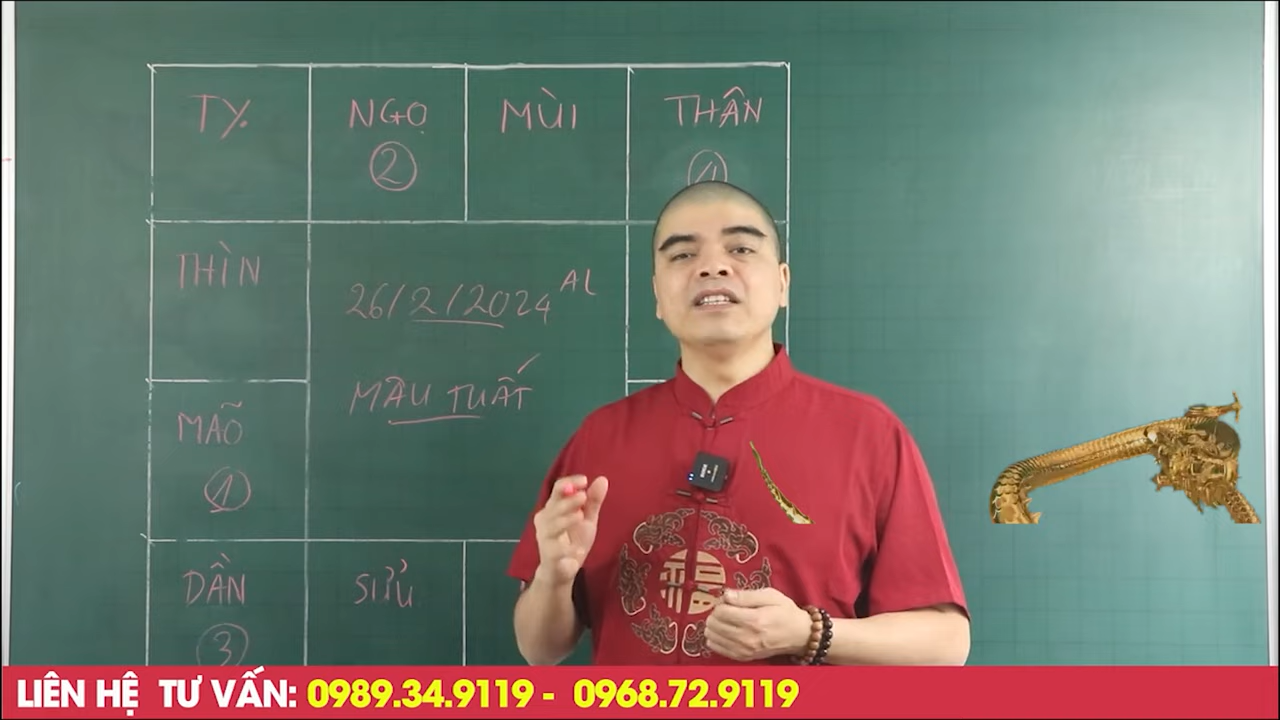 TỴ
NGỌ
MÙI
THÂN
②
④
THÌN
26/2/2024 AL
MẬU TUẤT
MÃO
①
DẦN
SỬU
③
LIÊN HỆ TƯ VẤN: 0989.34.9119 - 0968.72.9119